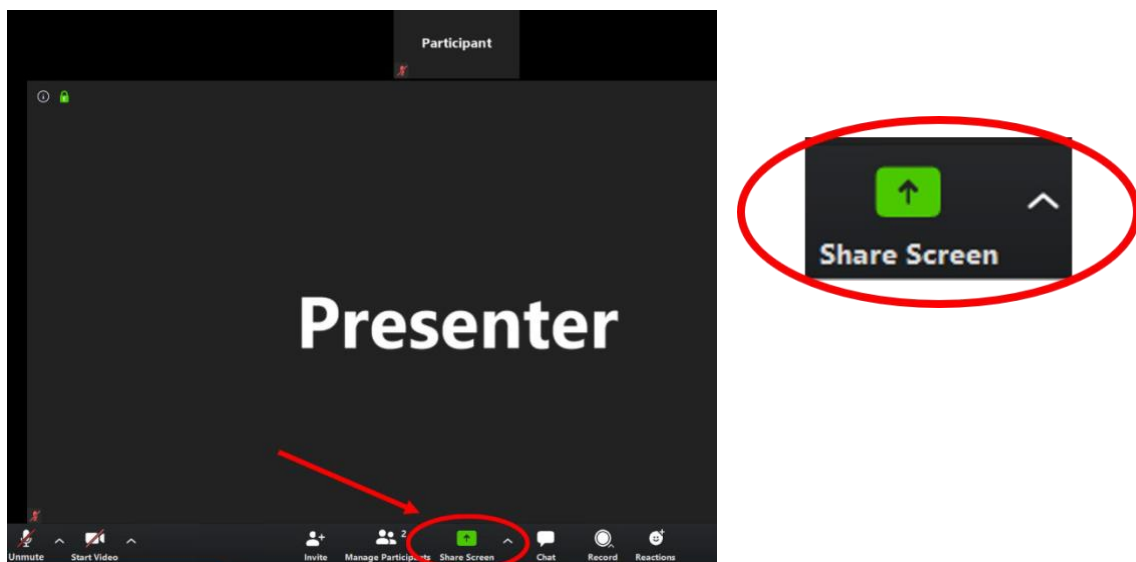 Participant
Presenter
2
Unmute Start Video Invite Manage Participants Share Screen Chat Record Reactions
Share Screen